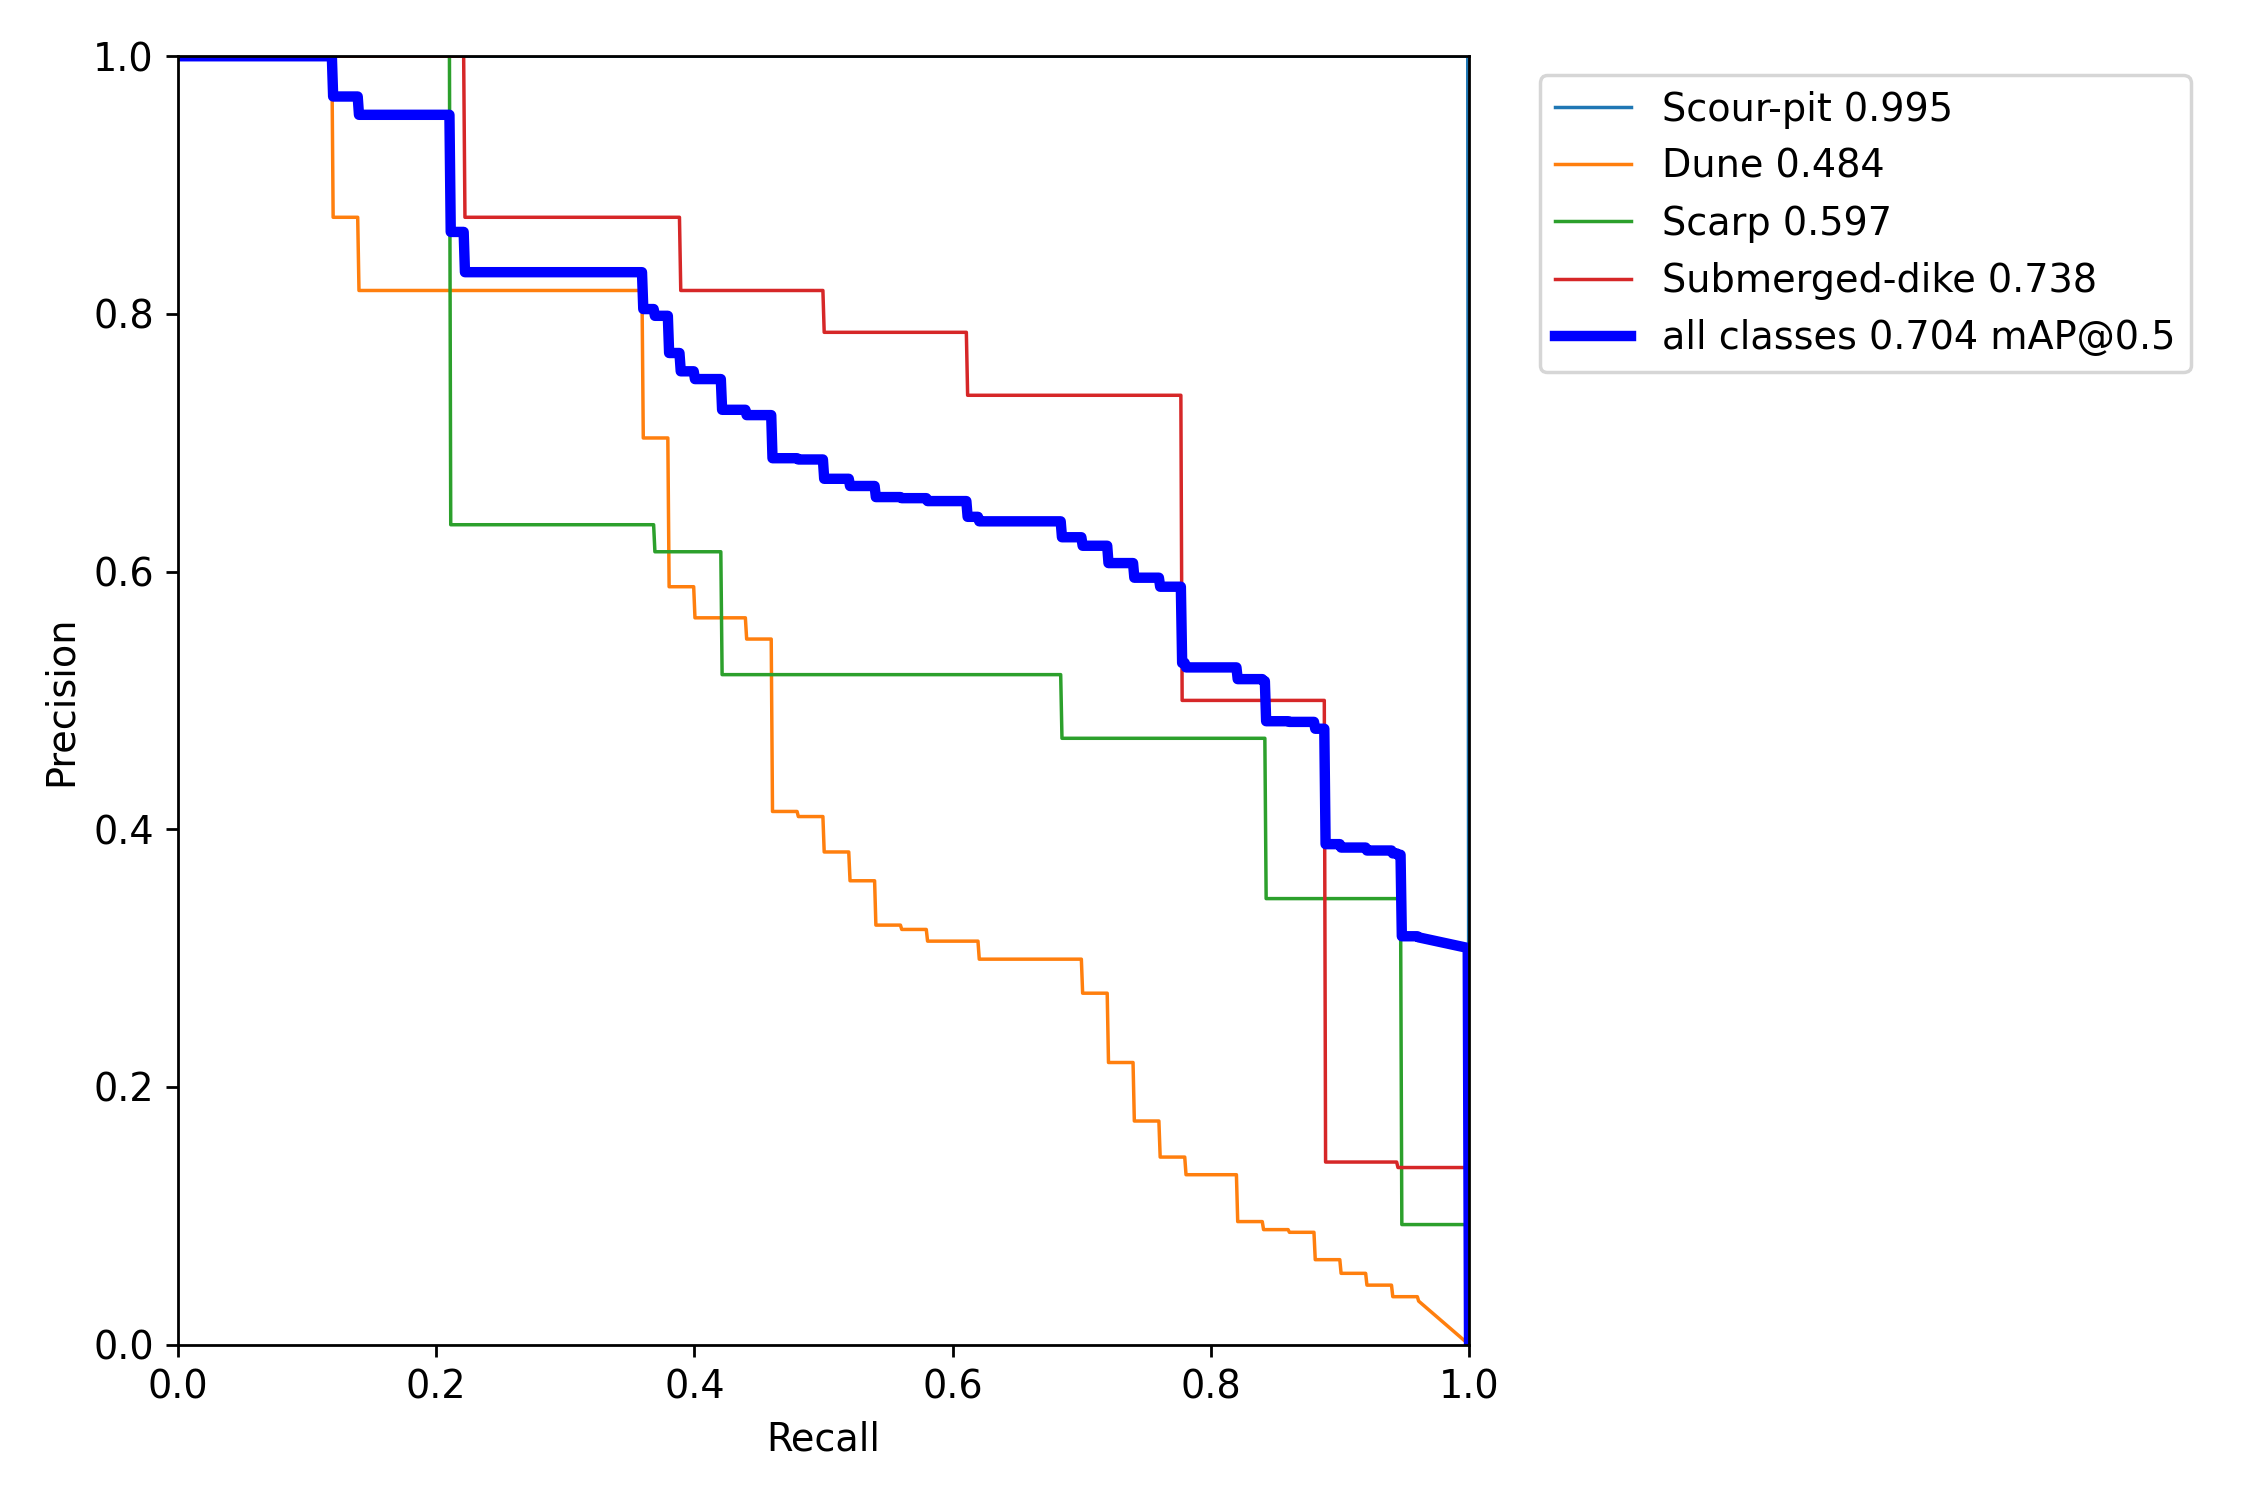 1.0
0.8
0.6
0.4
0.2
0.0
Precision
0.0 0.2 0.4 0.6 0.8 1.0
Recall
Scour-pit 0.995
Dune 0.484
Scarp 0.597
Submerged-dike 0.738
all classes 0.704 mAP@0.5